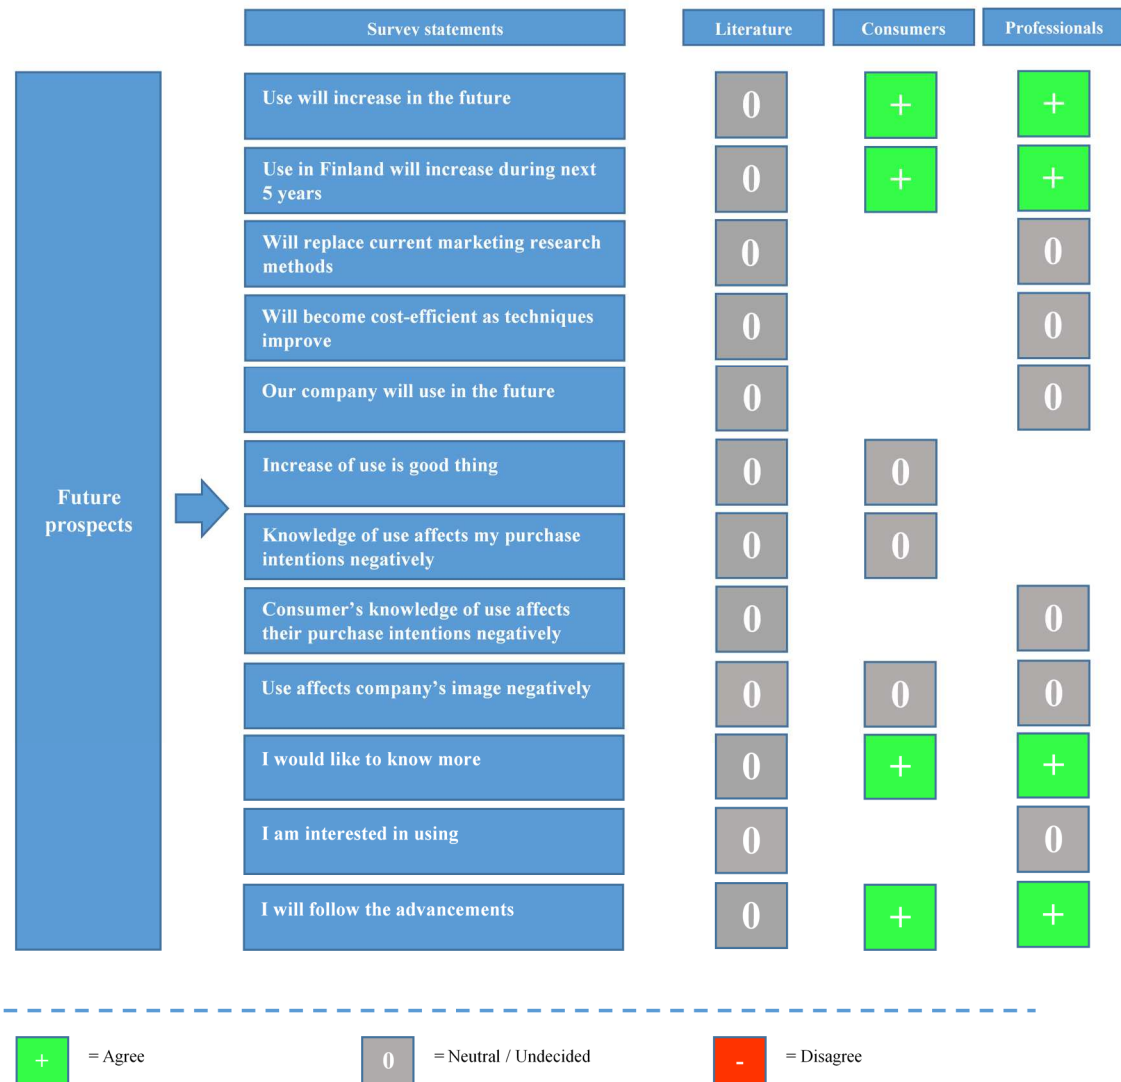 Survey statements
Literature
Consumers
Professionals
Future
prospects
Use will increase in the future
0
+
+
Use in Finland will increase during next
5 years
0
+
+
Will replace current marketing research
methods
0
0
Will become cost-efficient as techniques
improve
0
0
Our company will use in the future
0
0
Increase of use is good thing
0
0
Knowledge of use affects my purchase
intentions negatively
0
0
Consumer’s knowledge of use affects
their purchase intentions negatively
0
0
Use affects company’s image negatively
0
0
0
I would like to know more
0
+
+
I am interested in using
0
0
I will follow the advancements
0
+
+
+ = Agree
0 = Neutral / Undecided
- = Disagree